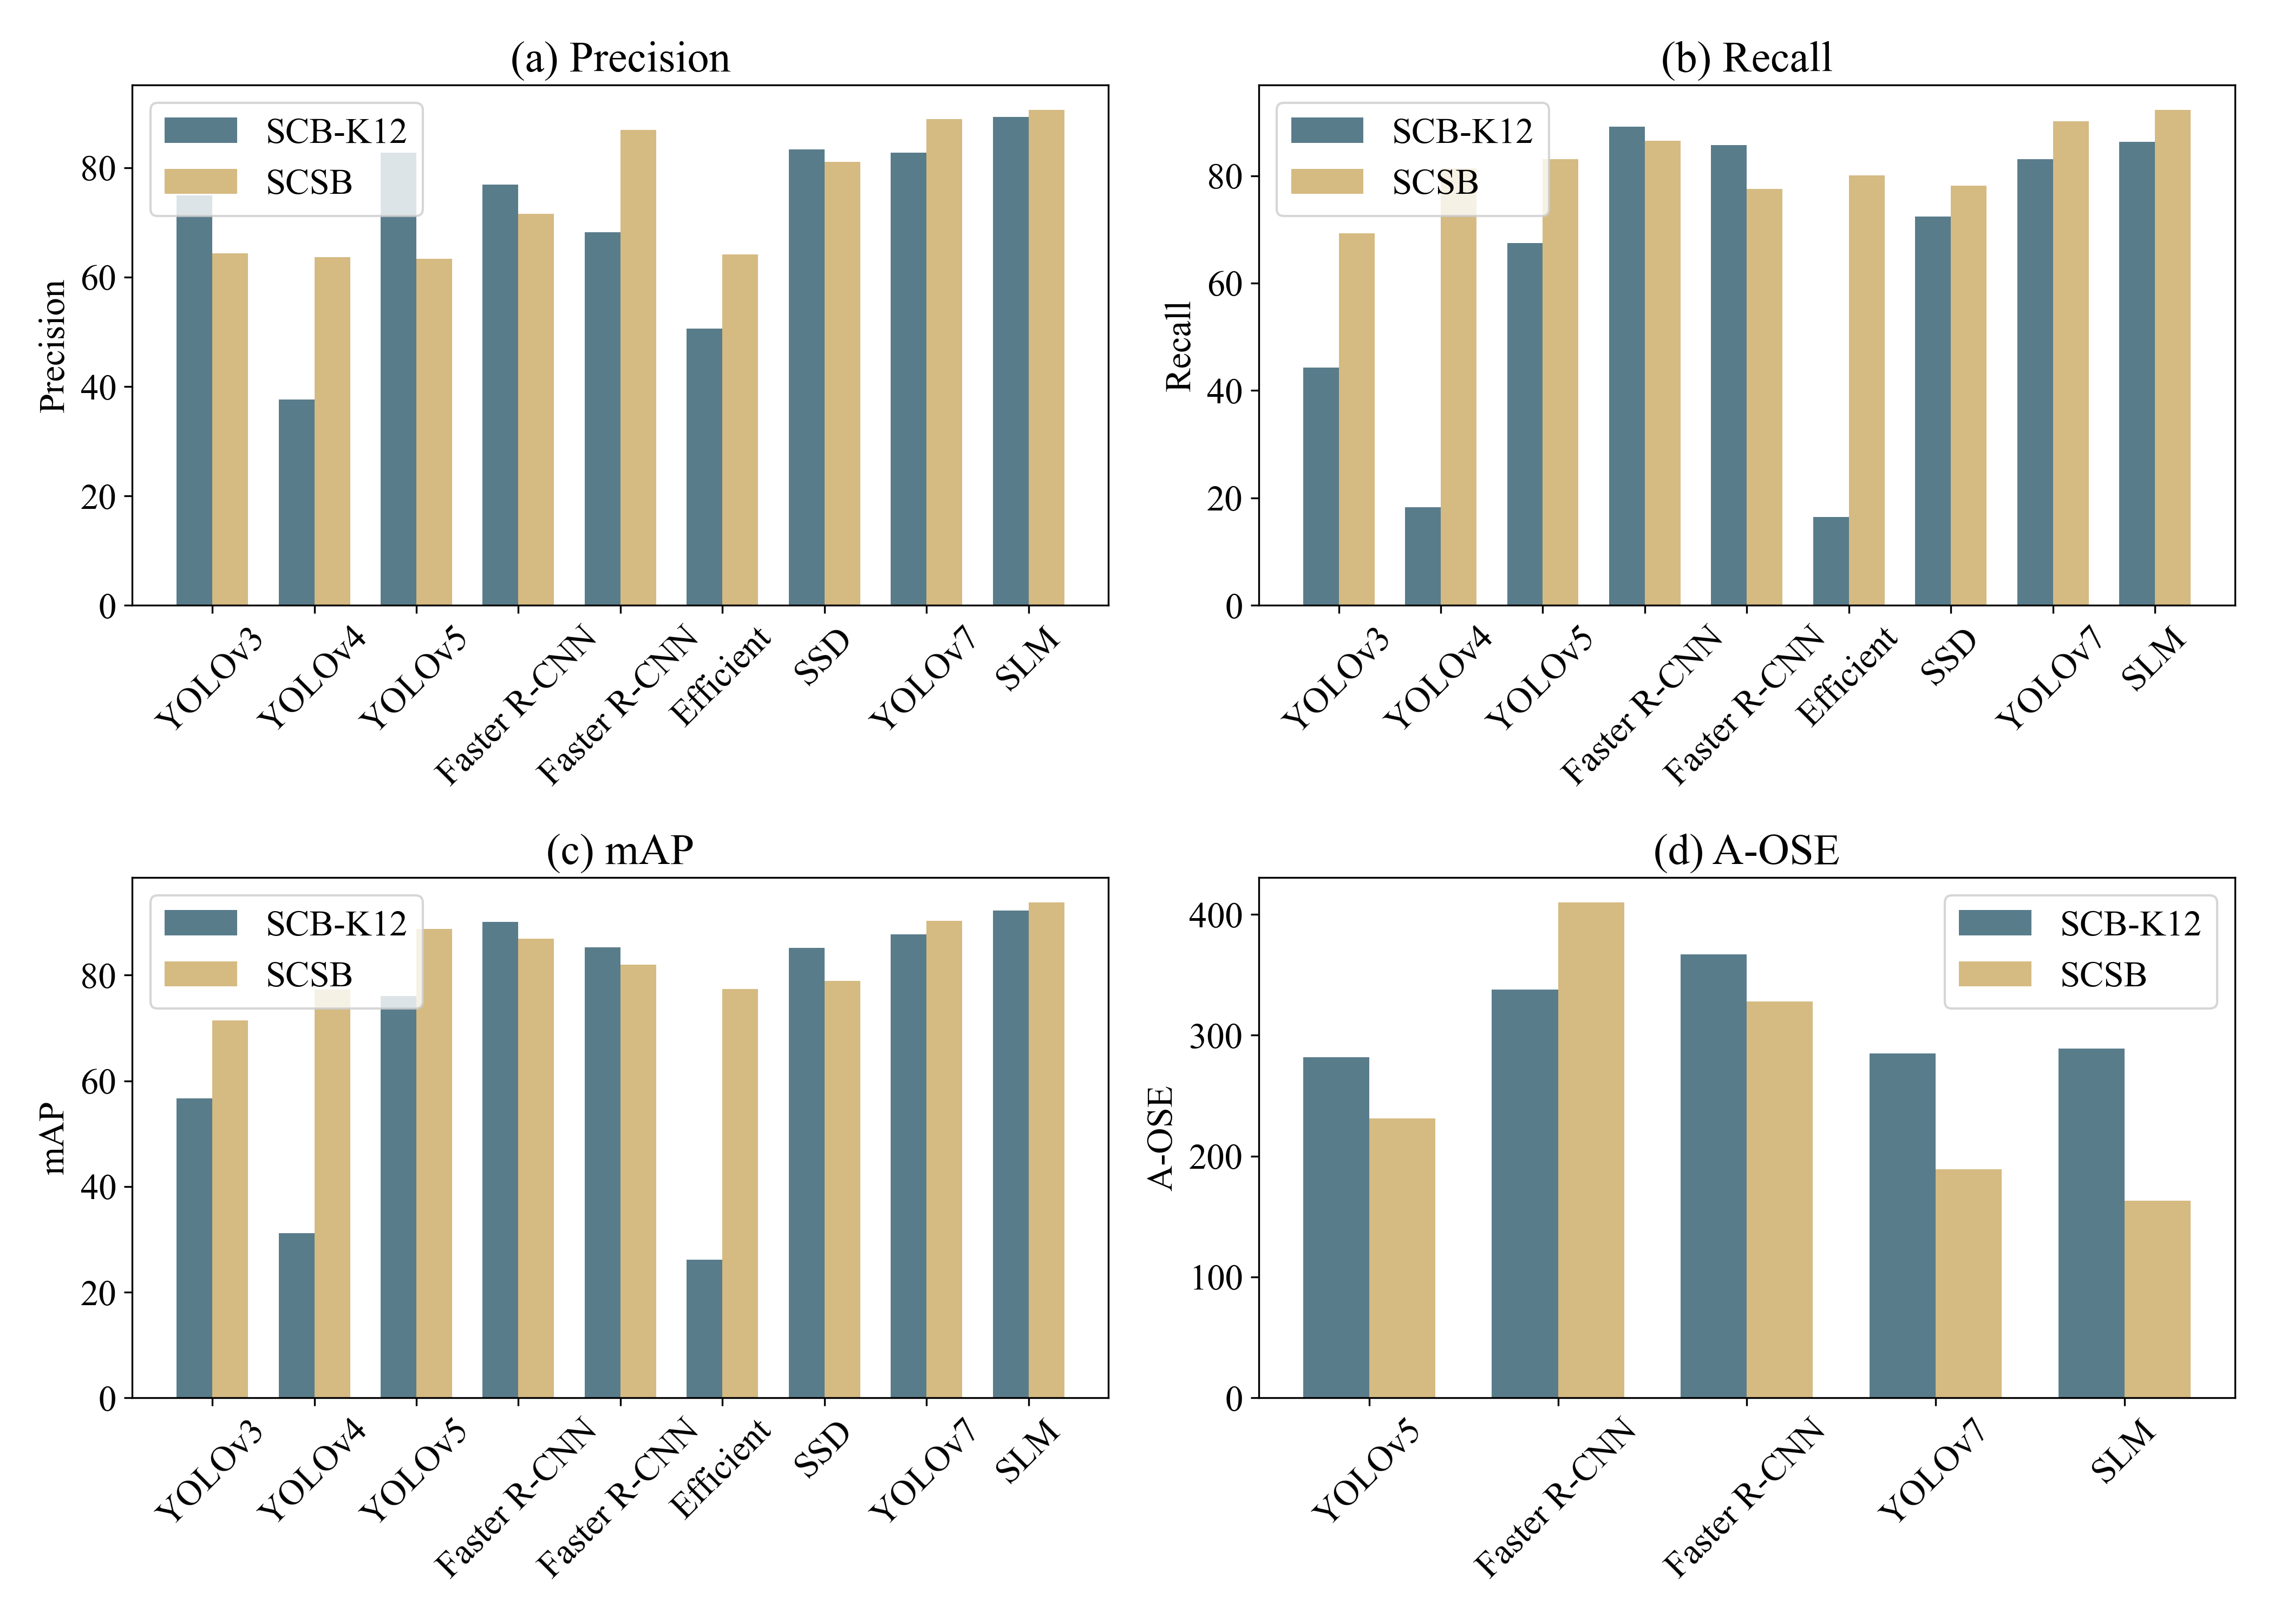 (a) Precision
SCB-K12
SCSB
80
60
40
20
0
Precision
YOLOv3
YOLOv4
YOLOv5
Faster R-CNN
Faster R-CNN
Efficient
SSD
YOLOv7
SLM
(b) Recall
SCB-K12
SCSB
80
60
40
20
0
Recall
YOLOv3
YOLOv4
YOLOv5
Faster R-CNN
Faster R-CNN
Efficient
SSD
YOLOv7
SLM
(c) mAP
SCB-K12
SCSB
80
60
40
20
0
mAP
YOLOv3
YOLOv4
YOLOv5
Faster R-CNN
Faster R-CNN
Efficient
SSD
YOLOv7
SLM
(d) A-OSE
SCB-K12
SCSB
400
300
200
100
0
A-OSE
YOLOv5
Faster R-CNN
Faster R-CNN
YOLOv7
SLM